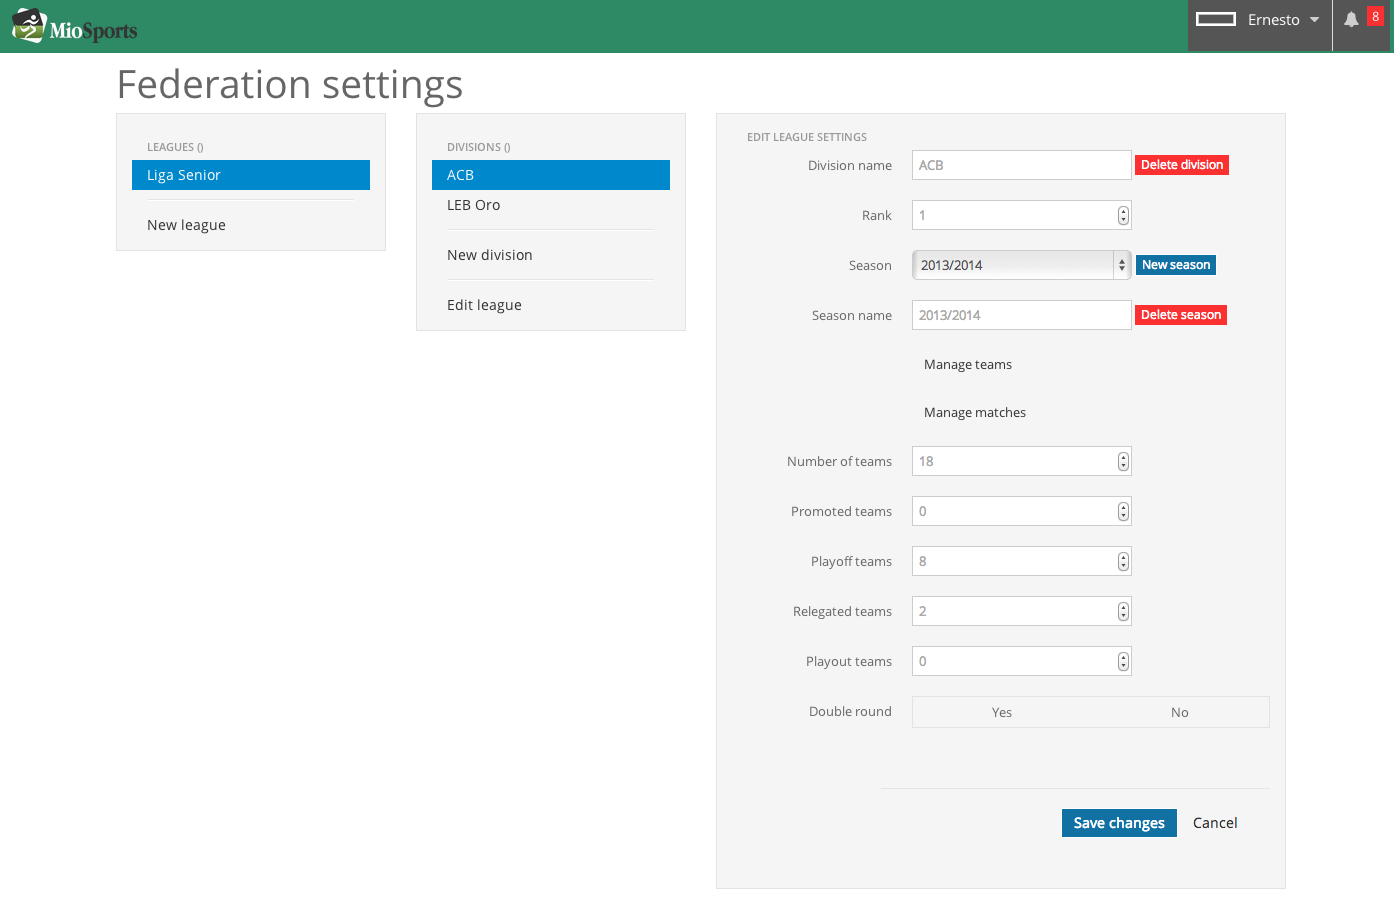 MioSports
Ernesto
8
Federation settings
LEAGUES ()
Liga Senior
New league
DIVISIONS ()
ACB
LEB Oro
New division
Edit league
EDIT LEAGUE SETTINGS
Division name ACB Delete division
Rank 1
Season 2013/2014 New season
Season name 2013/2014 Delete season
Manage teams
Manage matches
Number of teams 18
Promoted teams 0
Playoff teams 8
Relegated teams 2
Playout teams 0
Double round Yes No
Save changes Cancel